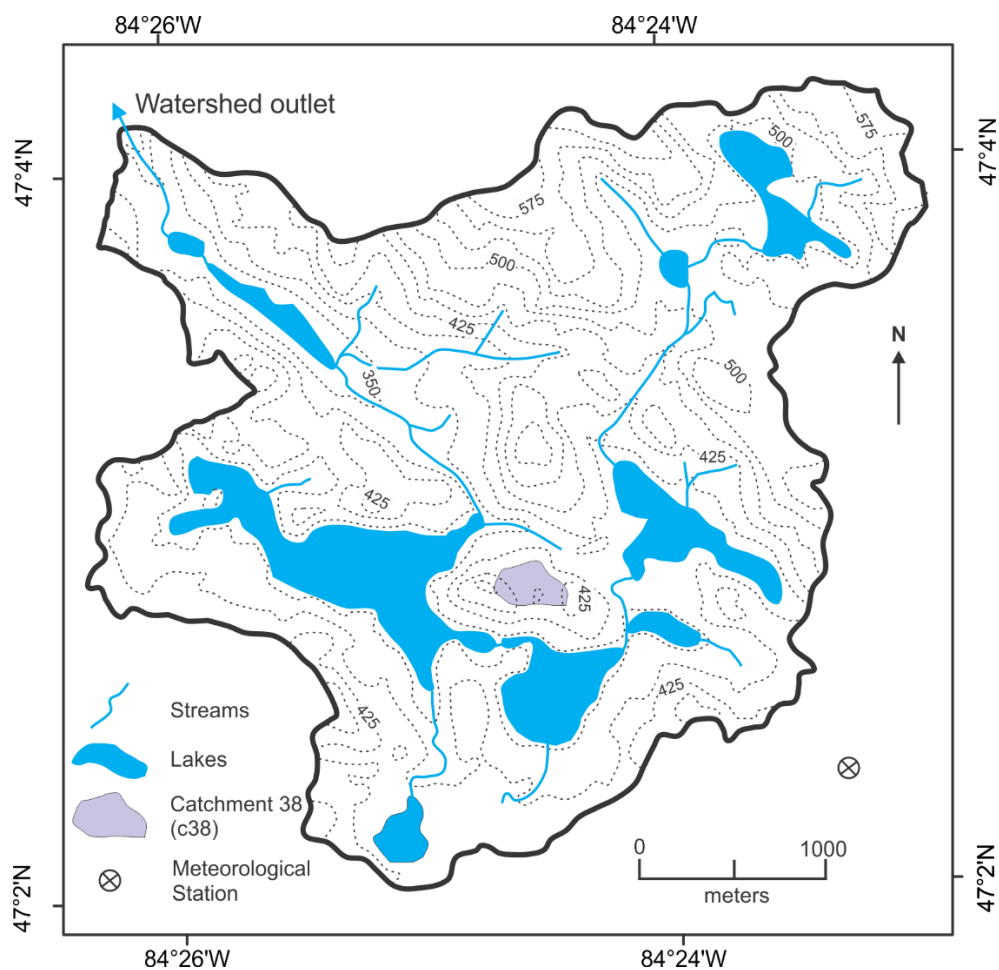 84°26'W
84°24'W
Watershed outlet
575
500
575
47°4'N
47°4'N
500
425
N
350
500
425
425
425
425
425
Streams
Lakes
Catchment 38
(c38)
Meteorological
Station
0
1000
meters
47°2'N
47°2'N
84°26'W
84°24'W